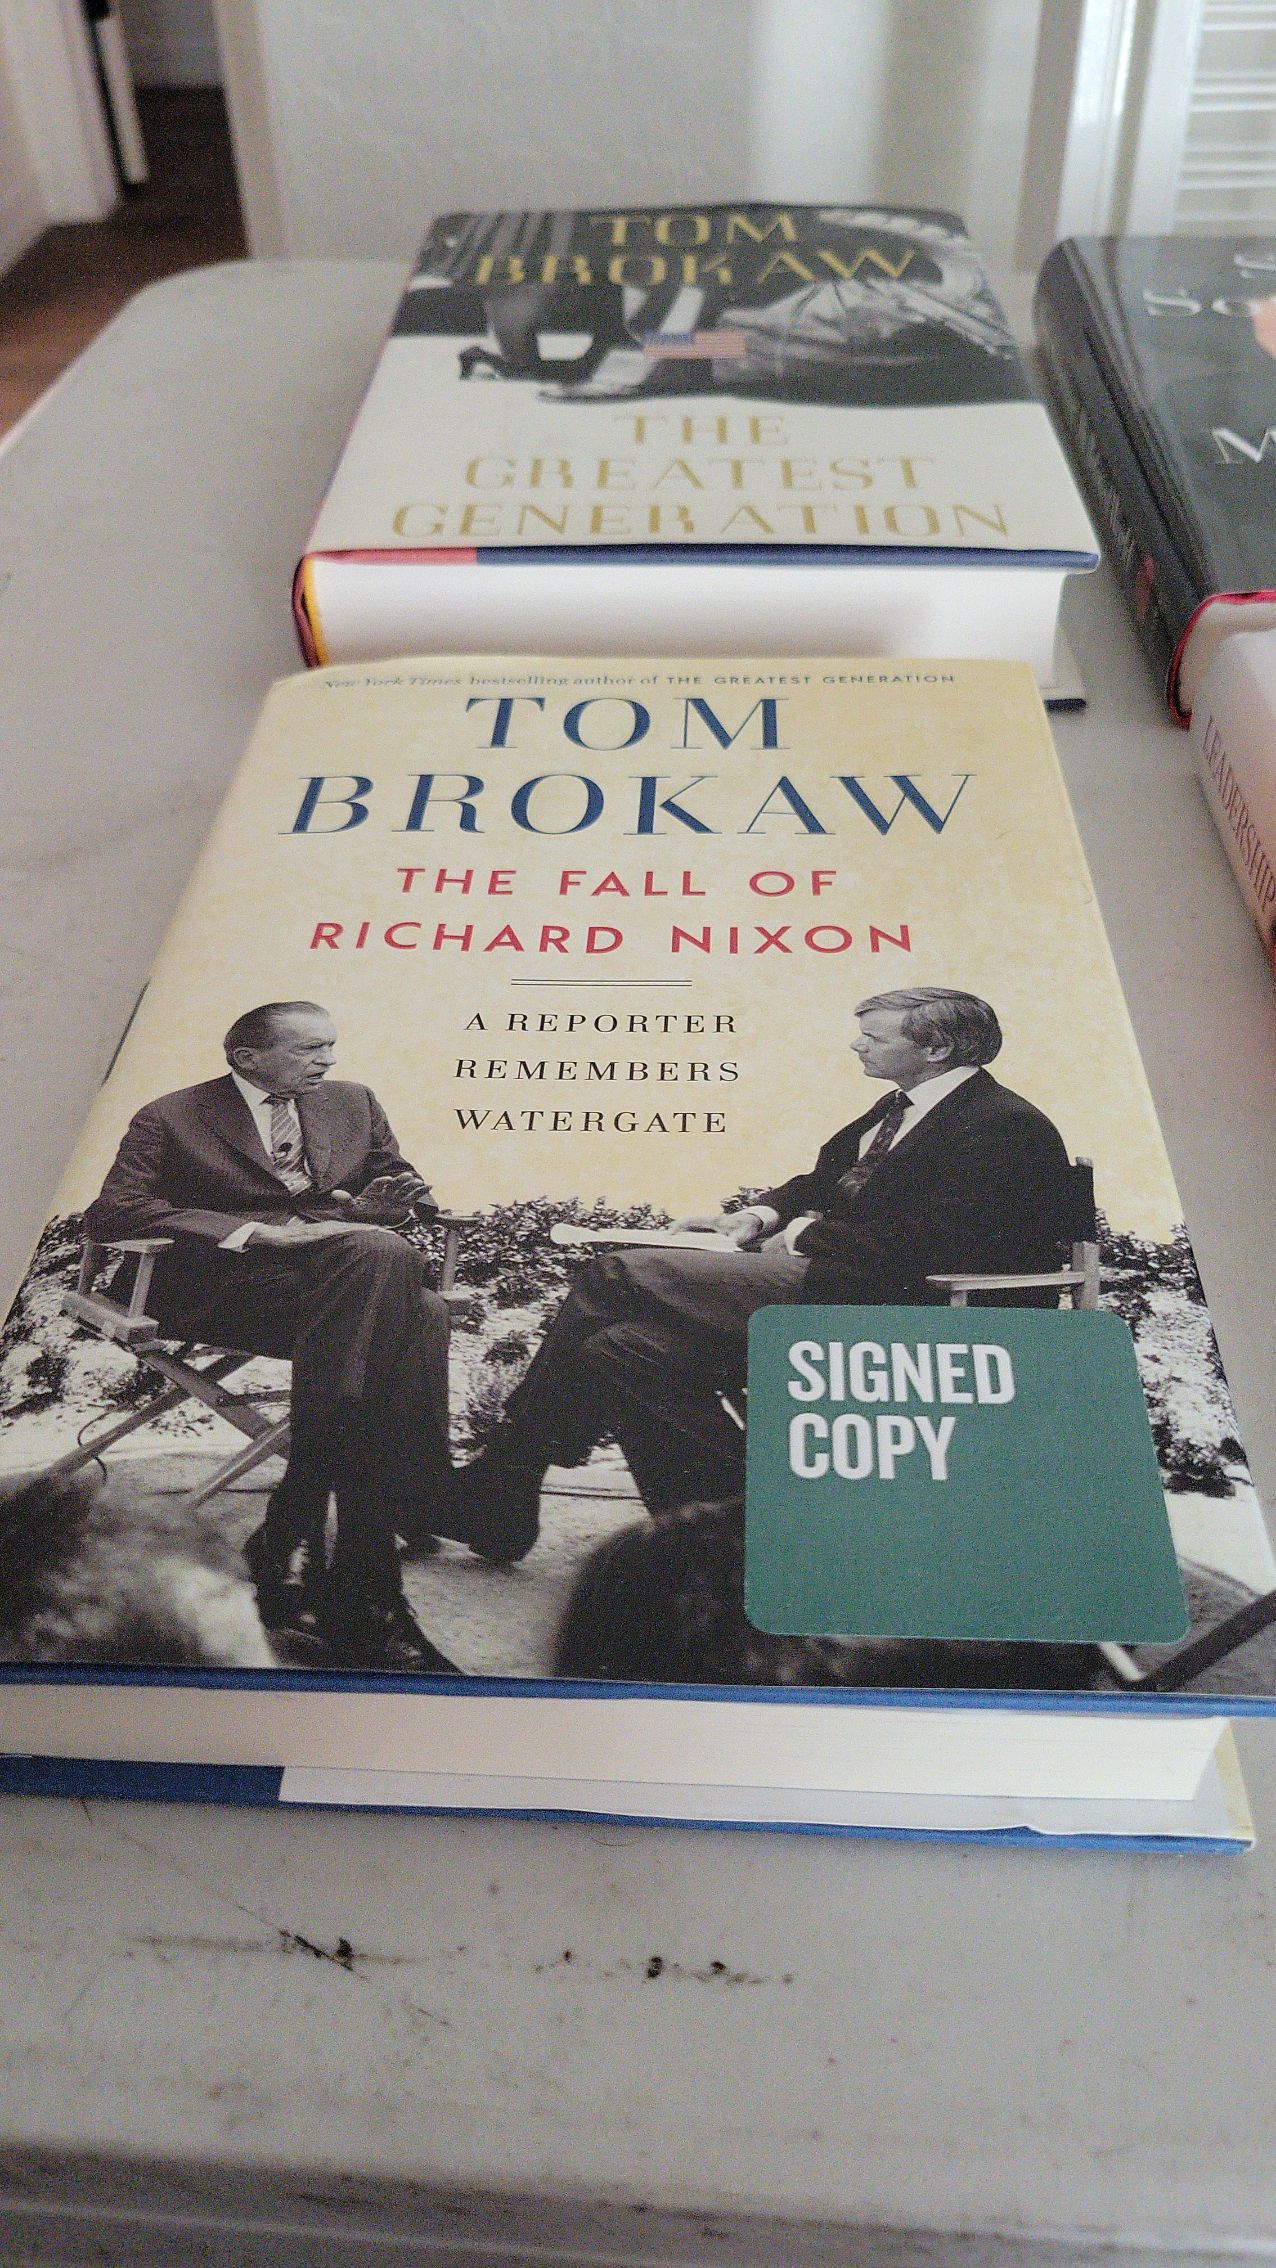 TOM
BROKAW
THE
GREATEST
GENERATION
M
LEADERSHIP
New York Times bestselling author of THE GREATEST GENERATION
TOM
BROKAW
THE FALL OF
RICHARD NIXON
A REPORTER
REMEMBERS
WATERGATE
SIGNED
COPY